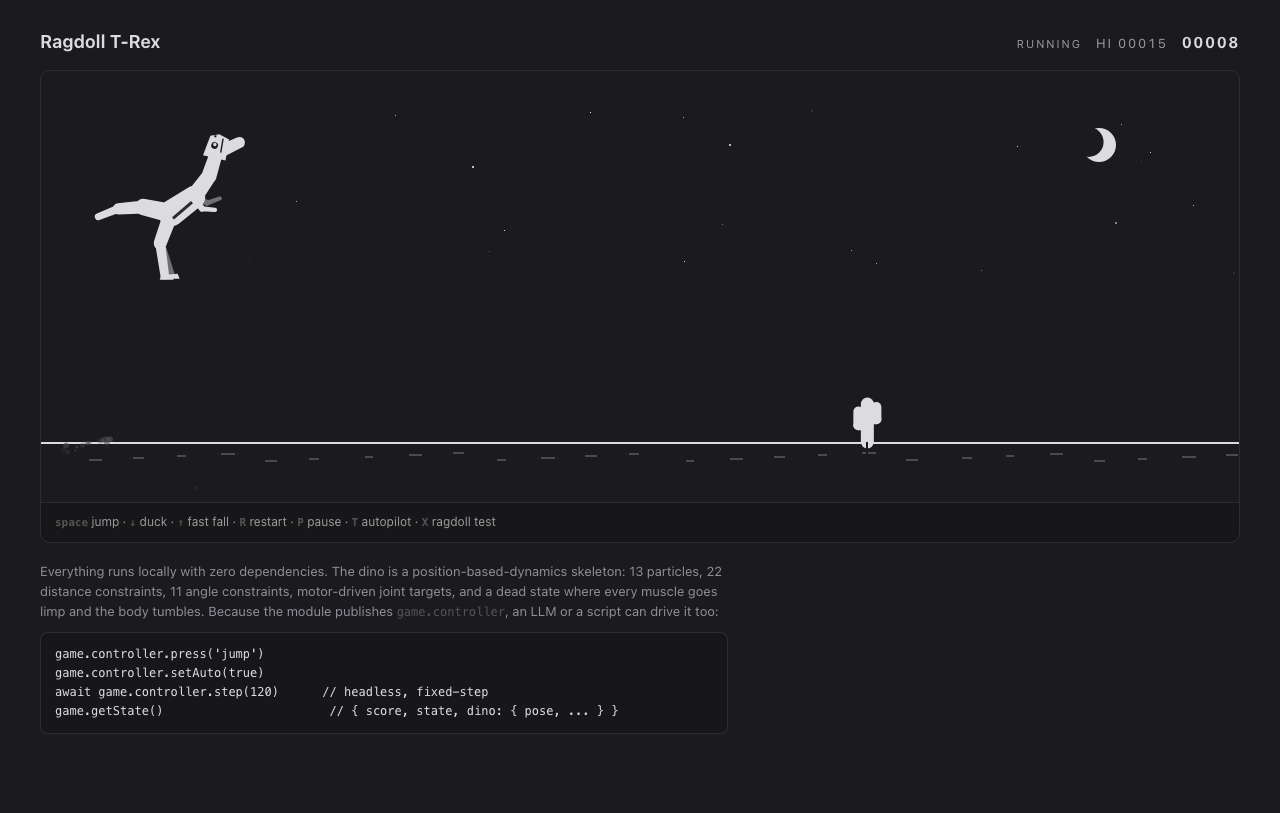 Ragdoll T-Rex
RUNNING HI 00015 00008
space jump · ↓ duck · ↑ fast fall · R restart · P pause · T autopilot · X ragdoll test
Everything runs locally with zero dependencies. The dino is a position-based-dynamics skeleton: 13 particles, 22
distance constraints, 11 angle constraints, motor-driven joint targets, and a dead state where every muscle goes
limp and the body tumbles. Because the module publishes game.controller, an LLM or a script can drive it too:
game.controller.press('jump')
game.controller.setAuto(true)
await game.controller.step(120)      // headless, fixed-step
game.getState()                       // { score, state, dino: { pose, ... } }